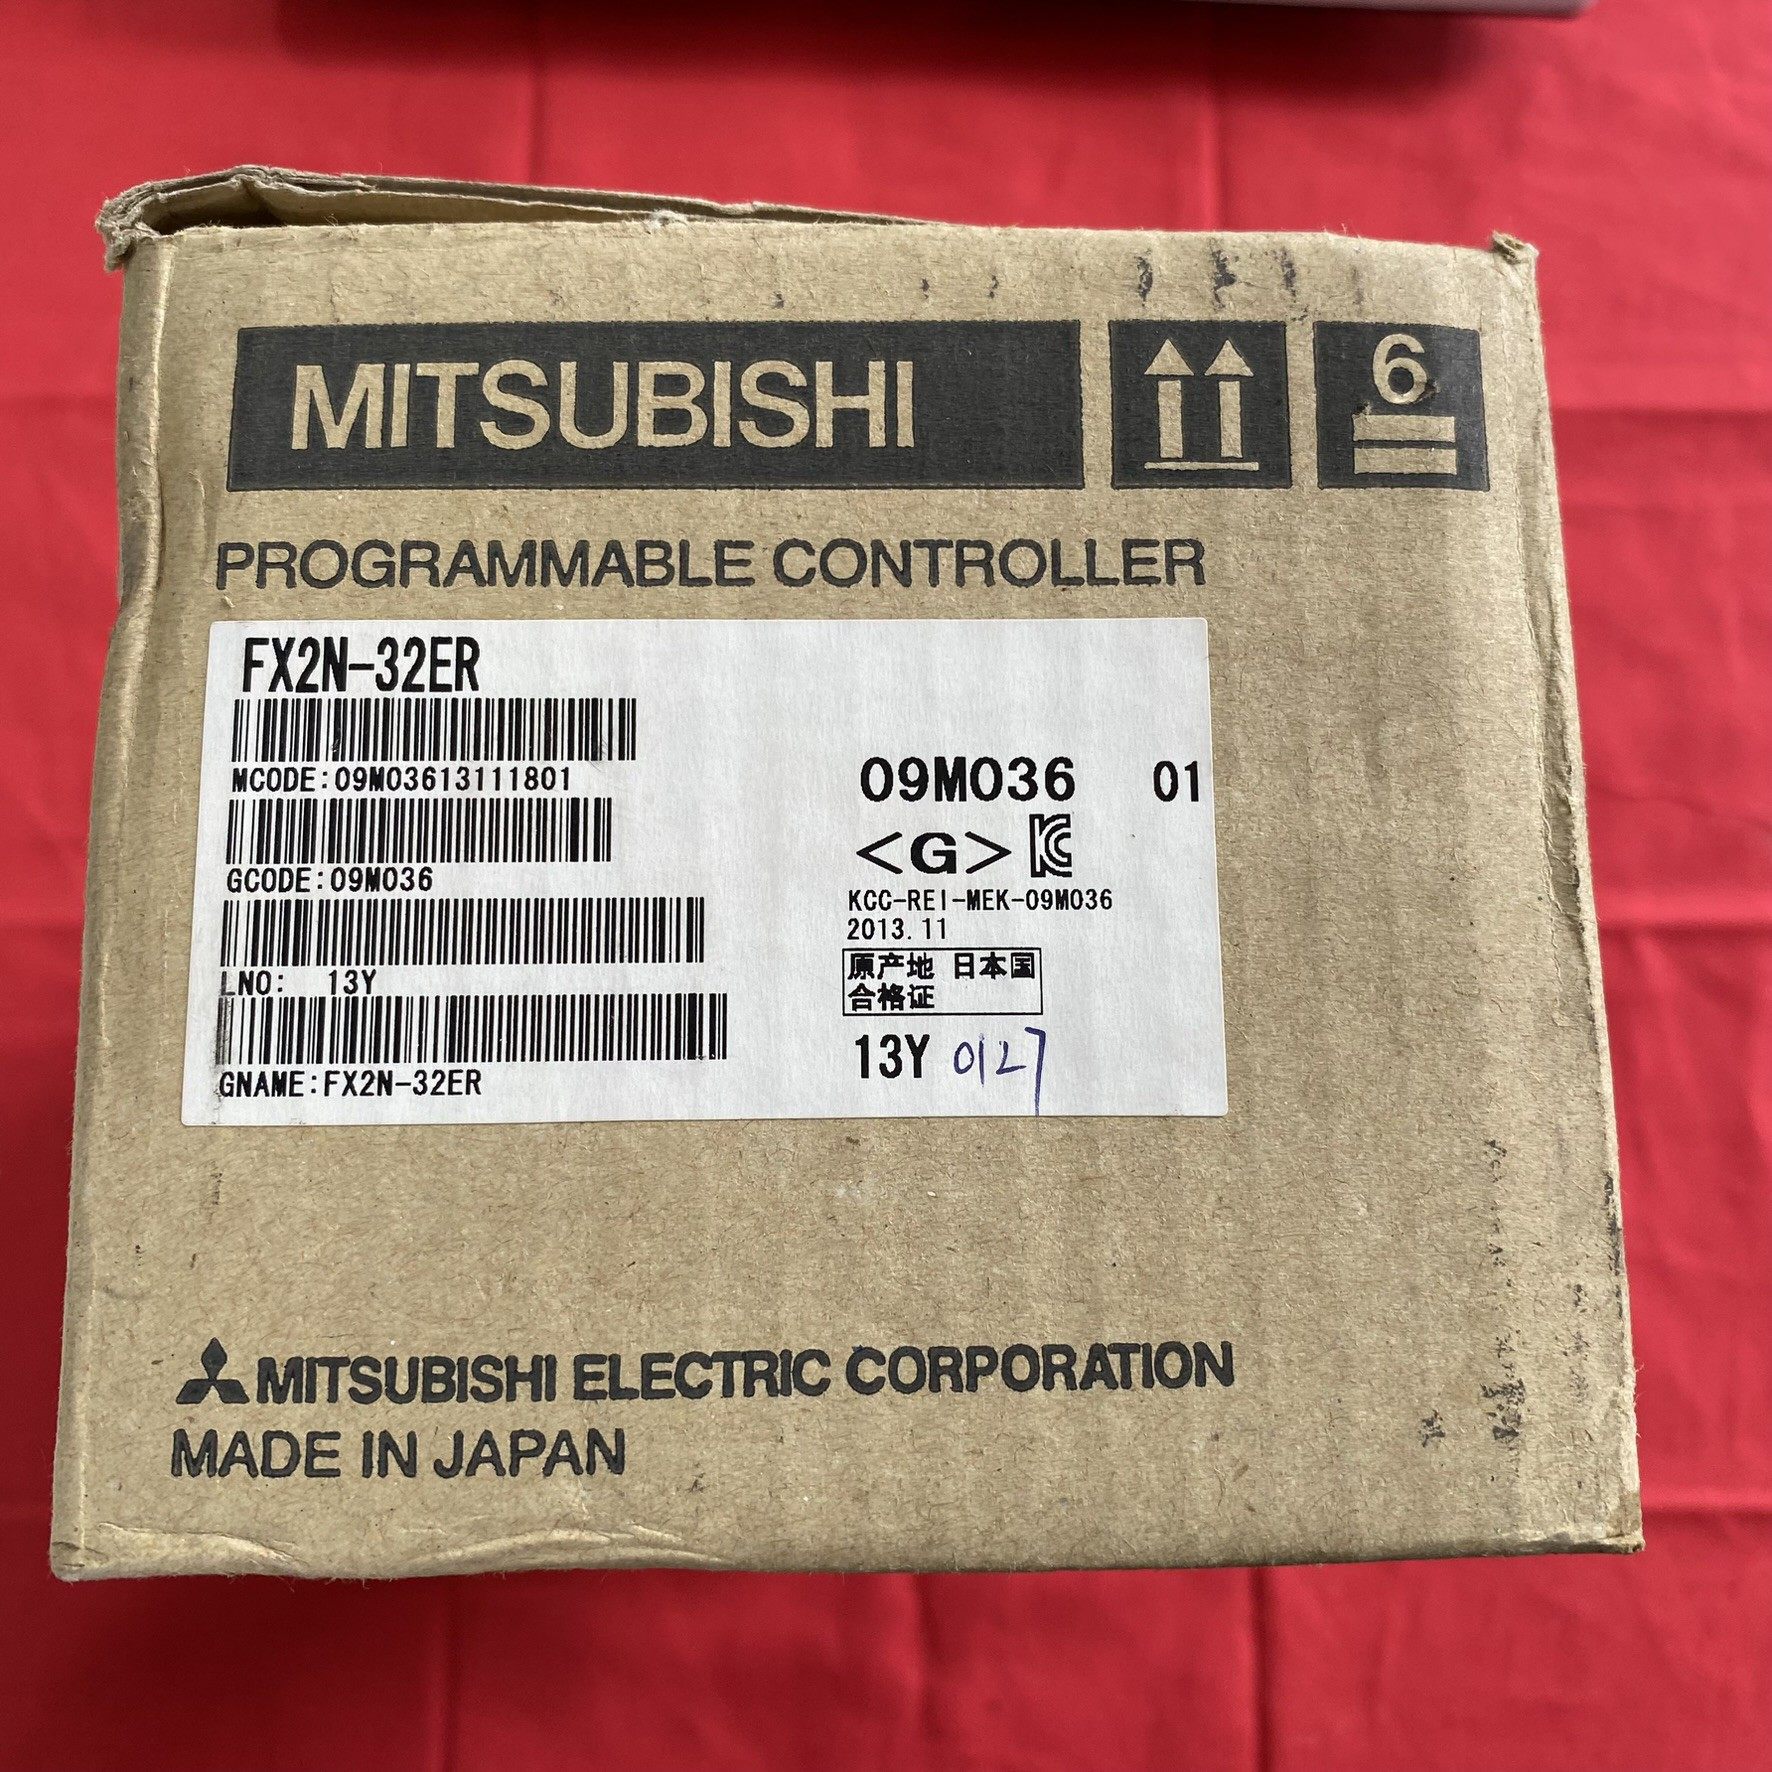 MITSUBISHI
6
PROGRAMMABLE CONTROLLER
FX2N-32ER
MCODE:09M03613111801
GCODE:09M036
LNO: 13Y
GNAME:FX2N-32ER
09M036 01
<G>
KCC-REI-MEK-09M036
2013.11
原产地 日本国
合格证
13Y 0127
MITSUBISHI ELECTRIC CORPORATION
MADE IN JAPAN